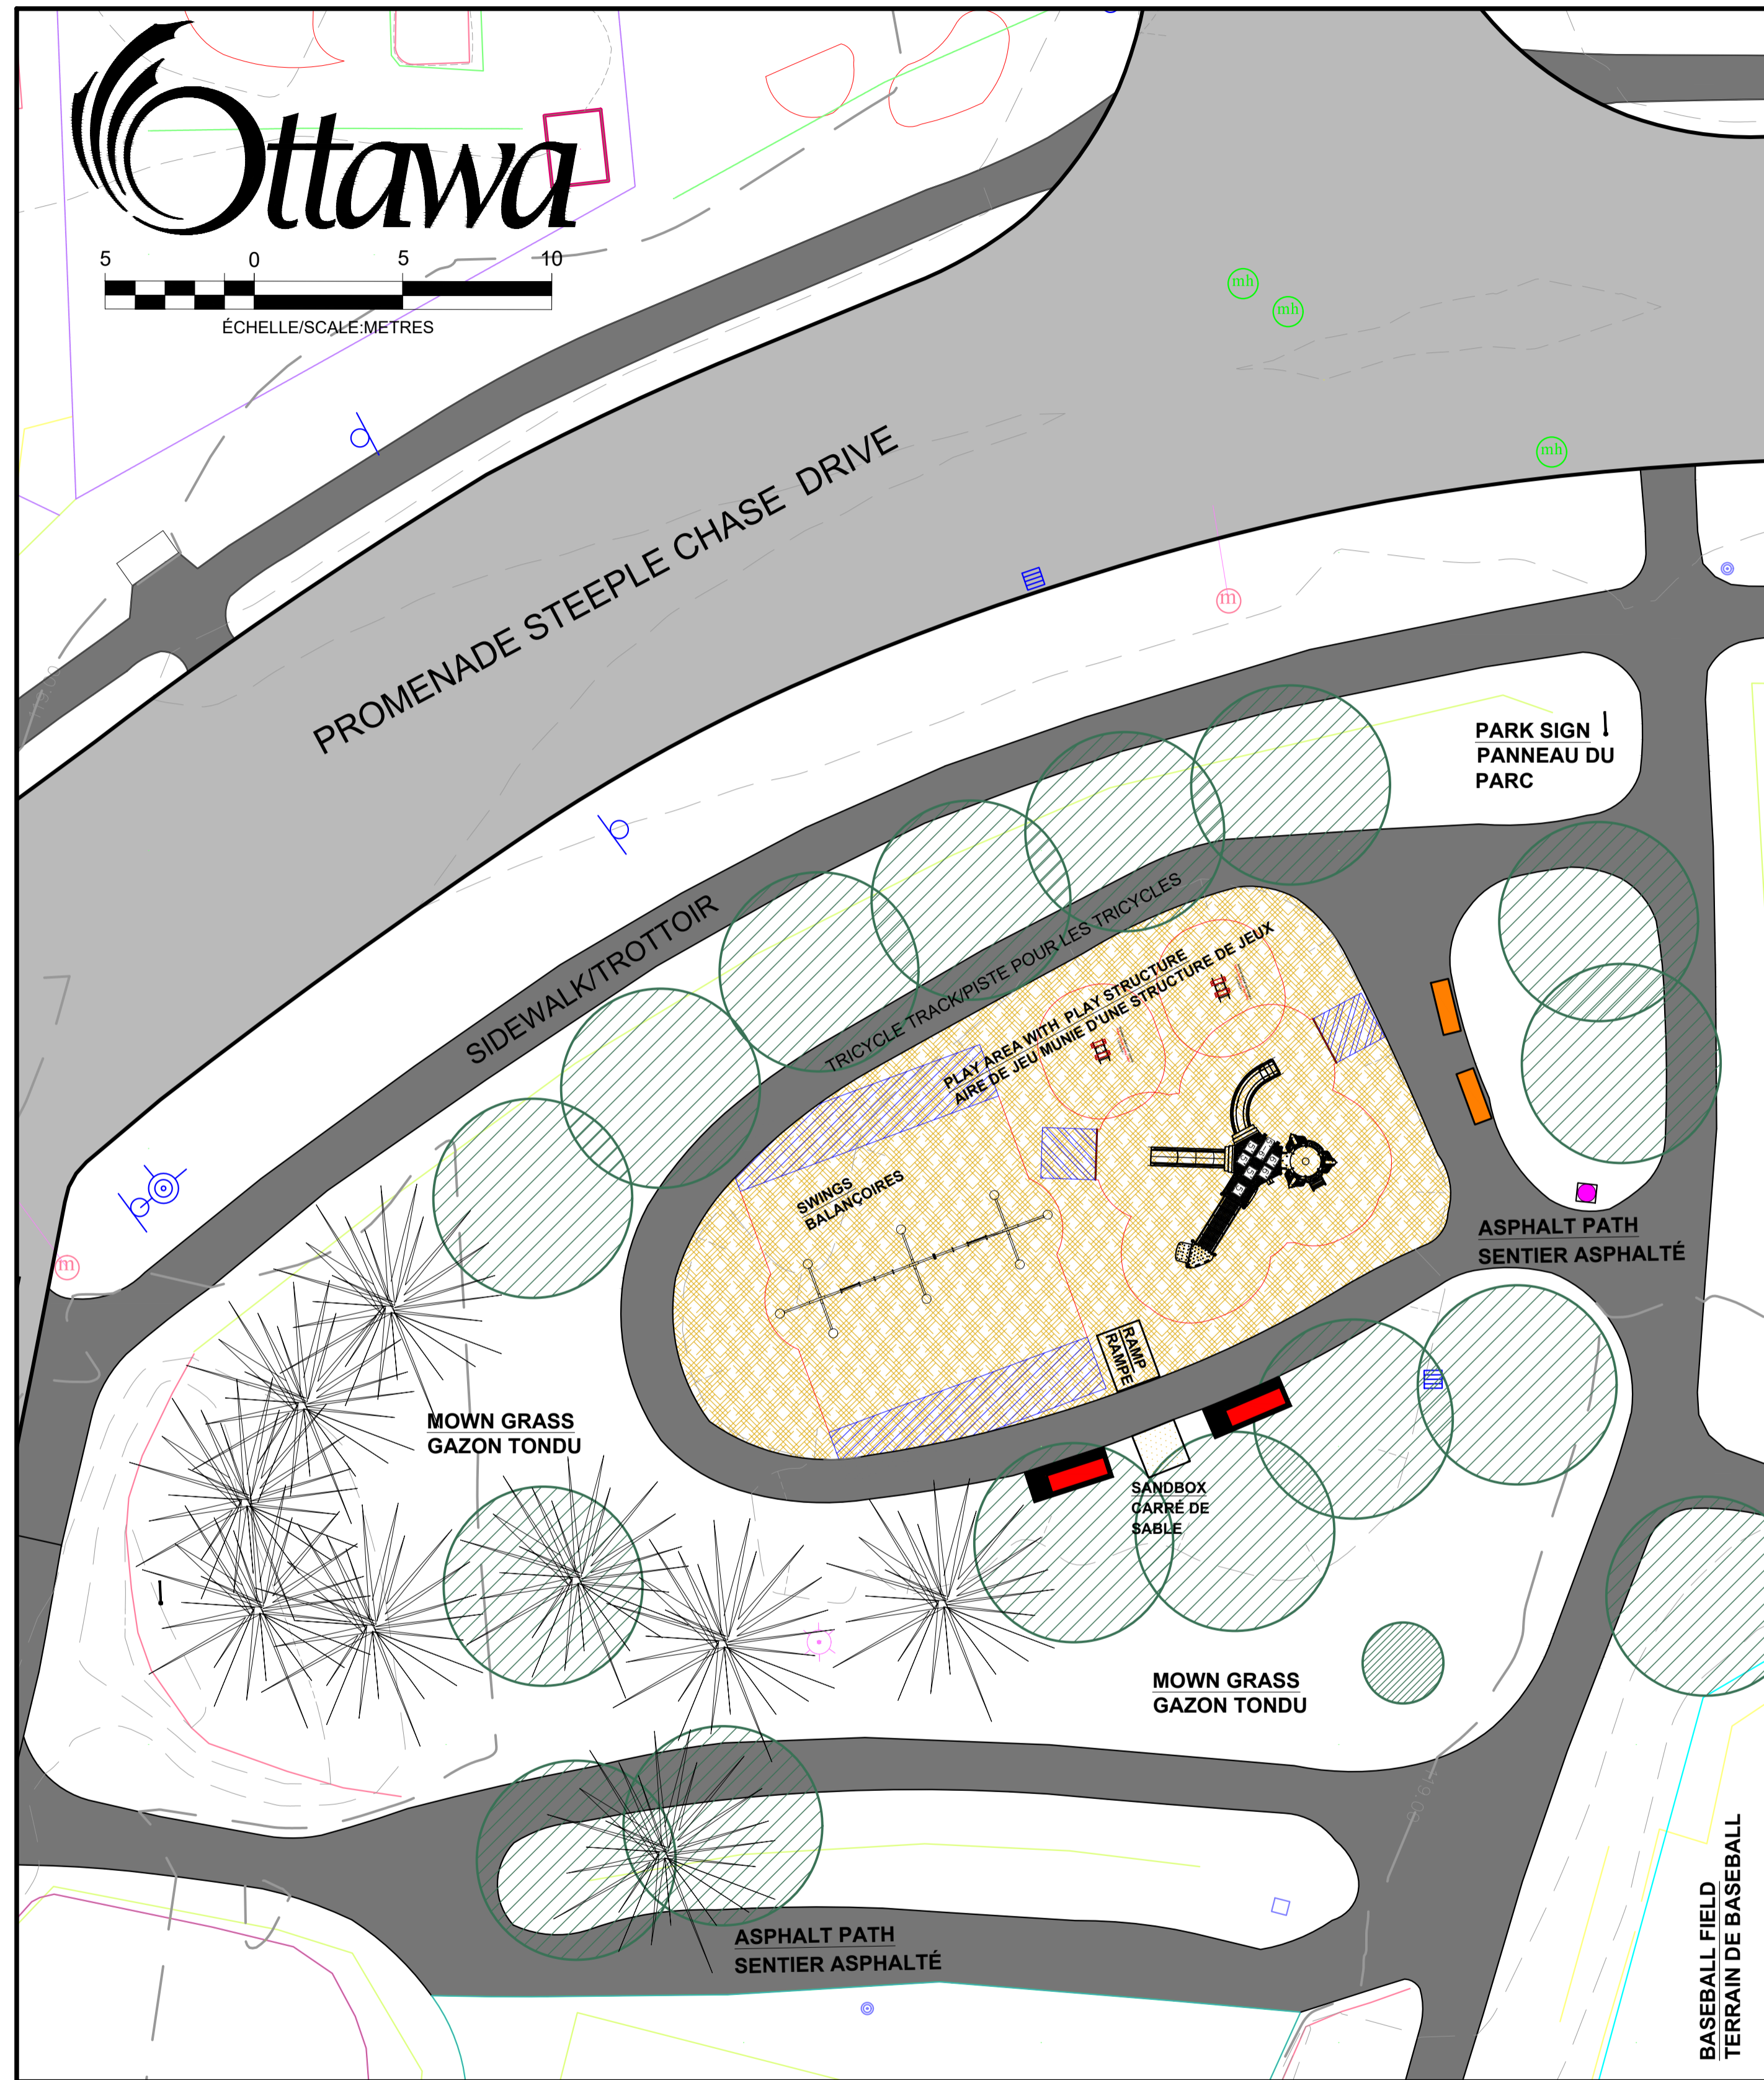 Ottawa
5 0 5 10
ÉCHELLE/SCALE:METRES
mh
mh
mh
PROMENADE STEEPLE CHASE DRIVE
m
PARK SIGN
PANNEAU DU
PARC
SIDEWALK/TROTTOIR
TRICYCLE TRACK/PISTE POUR LES TRICYCLES
PLAY AREA WITH PLAY STRUCTURE
AIRE DE JEU MUNIE D'UNE STRUCTURE DE JEUX
SWINGS
BALANÇOIRES
ASPHALT PATH
SENTIER ASPHALTÉ
m
RAMP
RAMPE
MOWN GRASS
GAZON TONDU
SANDBOX
CARRÉ DE
SABLE
MOWN GRASS
GAZON TONDU
ASPHALT PATH
SENTIER ASPHALTÉ
BASEBALL FIELD
TERRAIN DE BASEBALL